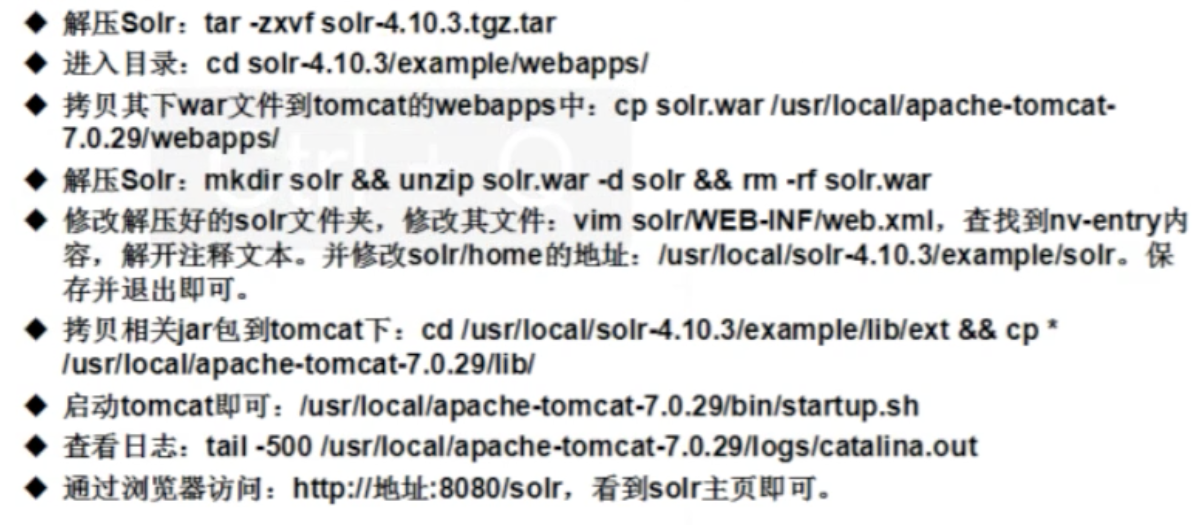 ◆ 解压Solr：tar -zxvf solr-4.10.3.tgz.tar
◆ 进入目录：cd solr-4.10.3/example/webapps/
◆ 拷贝其下war文件到tomcat的webapps中：cp solr.war /usr/local/apache-tomcat-
7.0.29/webapps/
◆ 解压Solr：mkdir solr && unzip solr.war -d solr && rm -rf solr.war
◆ 修改解压好的solr文件夹，修改其文件：vim solr/WEB-INF/web.xml，查找到nv-entry内
容，解开注释文本。并修改solr/home的地址：/usr/local/solr-4.10.3/example/solr。保
存并退出即可。
◆ 拷贝相关jar包到tomcat下：cd /usr/local/solr-4.10.3/example/lib/ext && cp *
/usr/local/apache-tomcat-7.0.29/lib/
◆ 启动tomcat即可：/usr/local/apache-tomcat-7.0.29/bin/startup.sh
◆ 查看日志：tail -500 /usr/local/apache-tomcat-7.0.29/logs/catalina.out
◆ 通过浏览器访问：http://地址:8080/solr，看到solr主页即可。
Ctrl + Q